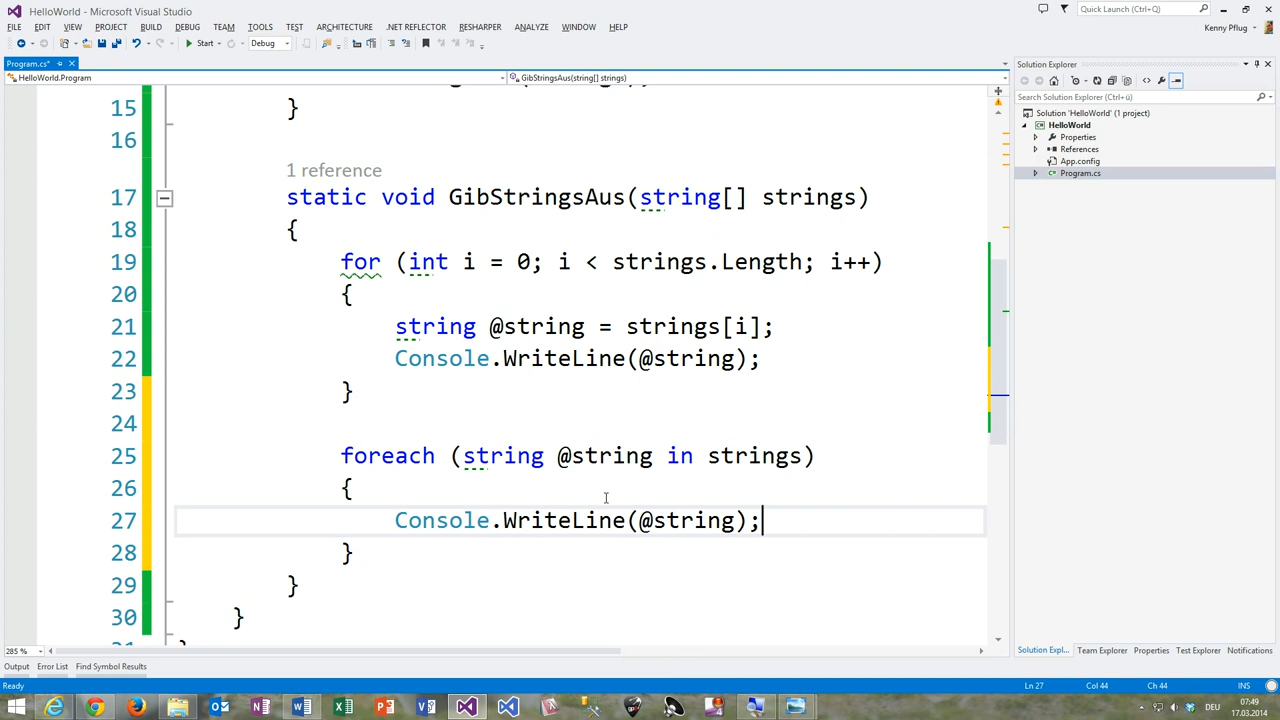 HelloWorld - Microsoft Visual Studio
Quick Launch (Ctrl+Q)
FILE EDIT VIEW PROJECT BUILD DEBUG TEAM TOOLS TEST ARCHITECTURE .NET REFLECTOR RESHARPER ANALYZE WINDOW HELP
Kenny Pflug
Start Debug
Program.cs*
Solution Explorer
HelloWorld.Program
GibStringsAus(string[] strings)
Search Solution Explorer (Ctrl+ü)
Solution 'HelloWorld' (1 project)
HelloWorld
Properties
References
App.config
Program.cs
15 }
16
1 reference
17 static void GibStringsAus(string[] strings)
18 {
19 for (int i = 0; i < strings.Length; i++)
20 {
21 string @string = strings[i];
22 Console.WriteLine(@string);
23 }
24
25 foreach (string @string in strings)
26 {
27 Console.WriteLine(@string);
28 }
29 }
30 }
285 %
Solution Expl... Team Explorer Properties Test Explorer Notifications
Output Error List Find Symbol Results
Ready
Ln 27 Col 44 Ch 44 INS
DEU
07:49
17.03.2014